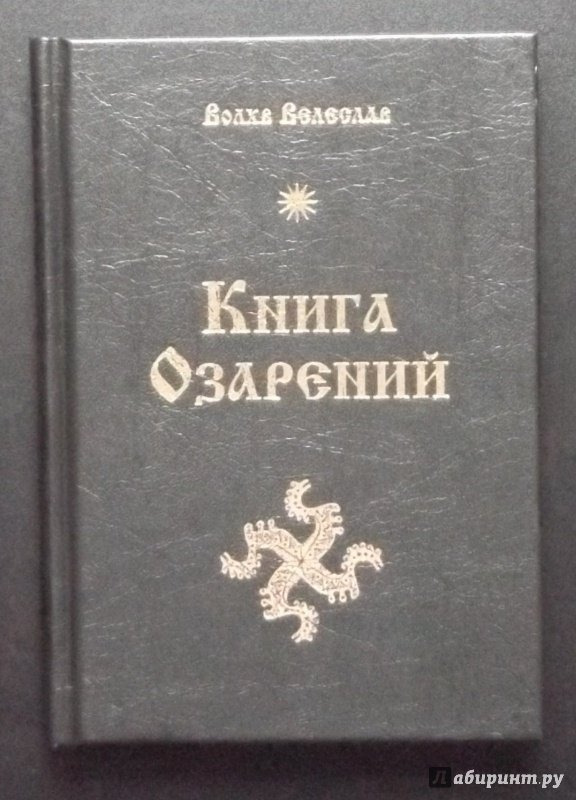 Волхв Велеслав
Книга
Озарений
Лабиринт.ру